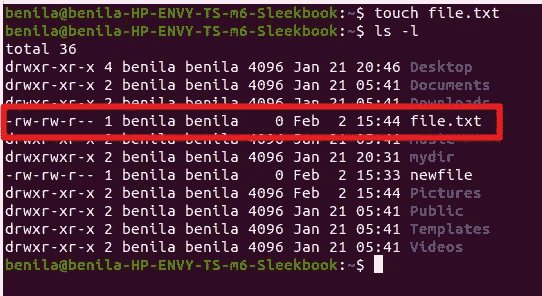 benila@benila-HP-ENVY-TS-m6-Sleekbook:~$ touch file.txt
benila@benila-HP-ENVY-TS-m6-Sleekbook:~$ ls -l
total 36
drwxr-xr-x 4 benila benila 4096 Jan 21 20:46 Desktop
drwxr-xr-x 2 benila benila 4096 Jan 21 05:41 Documents
drwxr-xr-x 2 benila benila 4096 Jan 21 05:41 Downloads
-rw-rw-r-- 1 benila benila    0 Feb  2 15:44 file.txt
drwxr-xr-x 2 benila benila 4096 Jan 21 05:41 Music
drwxrwxr-x 2 benila benila 4096 Jan 21 20:31 mydir
-rw-rw-r-- 1 benila benila    0 Feb  2 15:33 newfile
drwxr-xr-x 2 benila benila 4096 Feb  2 15:44 Pictures
drwxr-xr-x 2 benila benila 4096 Jan 21 05:41 Public
drwxr-xr-x 2 benila benila 4096 Jan 21 05:41 Templates
drwxr-xr-x 2 benila benila 4096 Jan 21 05:41 Videos
benila@benila-HP-ENVY-TS-m6-Sleekbook:~$